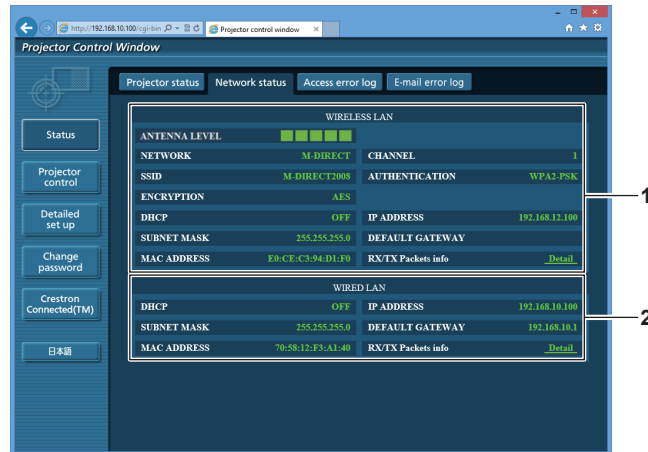 http://192.168.10.100/cgi-bin
Projector control window
Projector Control Window
Projector status
Network status
Access error log
E-mail error log
Status
Projector
control
Detailed
set up
Change
password
Crestron
Connected(TM)
日本語
WIRELESS LAN
ANTENNA LEVEL
NETWORK M-DIRECT CHANNEL 1
SSID M-DIRECT2008 AUTHENTICATION WPA2-PSK
ENCRYPTION AES
DHCP OFF IP ADDRESS 192.168.12.100
SUBNET MASK 255.255.255.0 DEFAULT GATEWAY
MAC ADDRESS E0:CE:C3:94:D1:F0 RX/TX Packets info Detail
1
WIRED LAN
DHCP OFF IP ADDRESS 192.168.10.100
SUBNET MASK 255.255.255.0 DEFAULT GATEWAY 192.168.10.1
MAC ADDRESS 70:58:12:F3:A1:40 RX/TX Packets info Detail
2